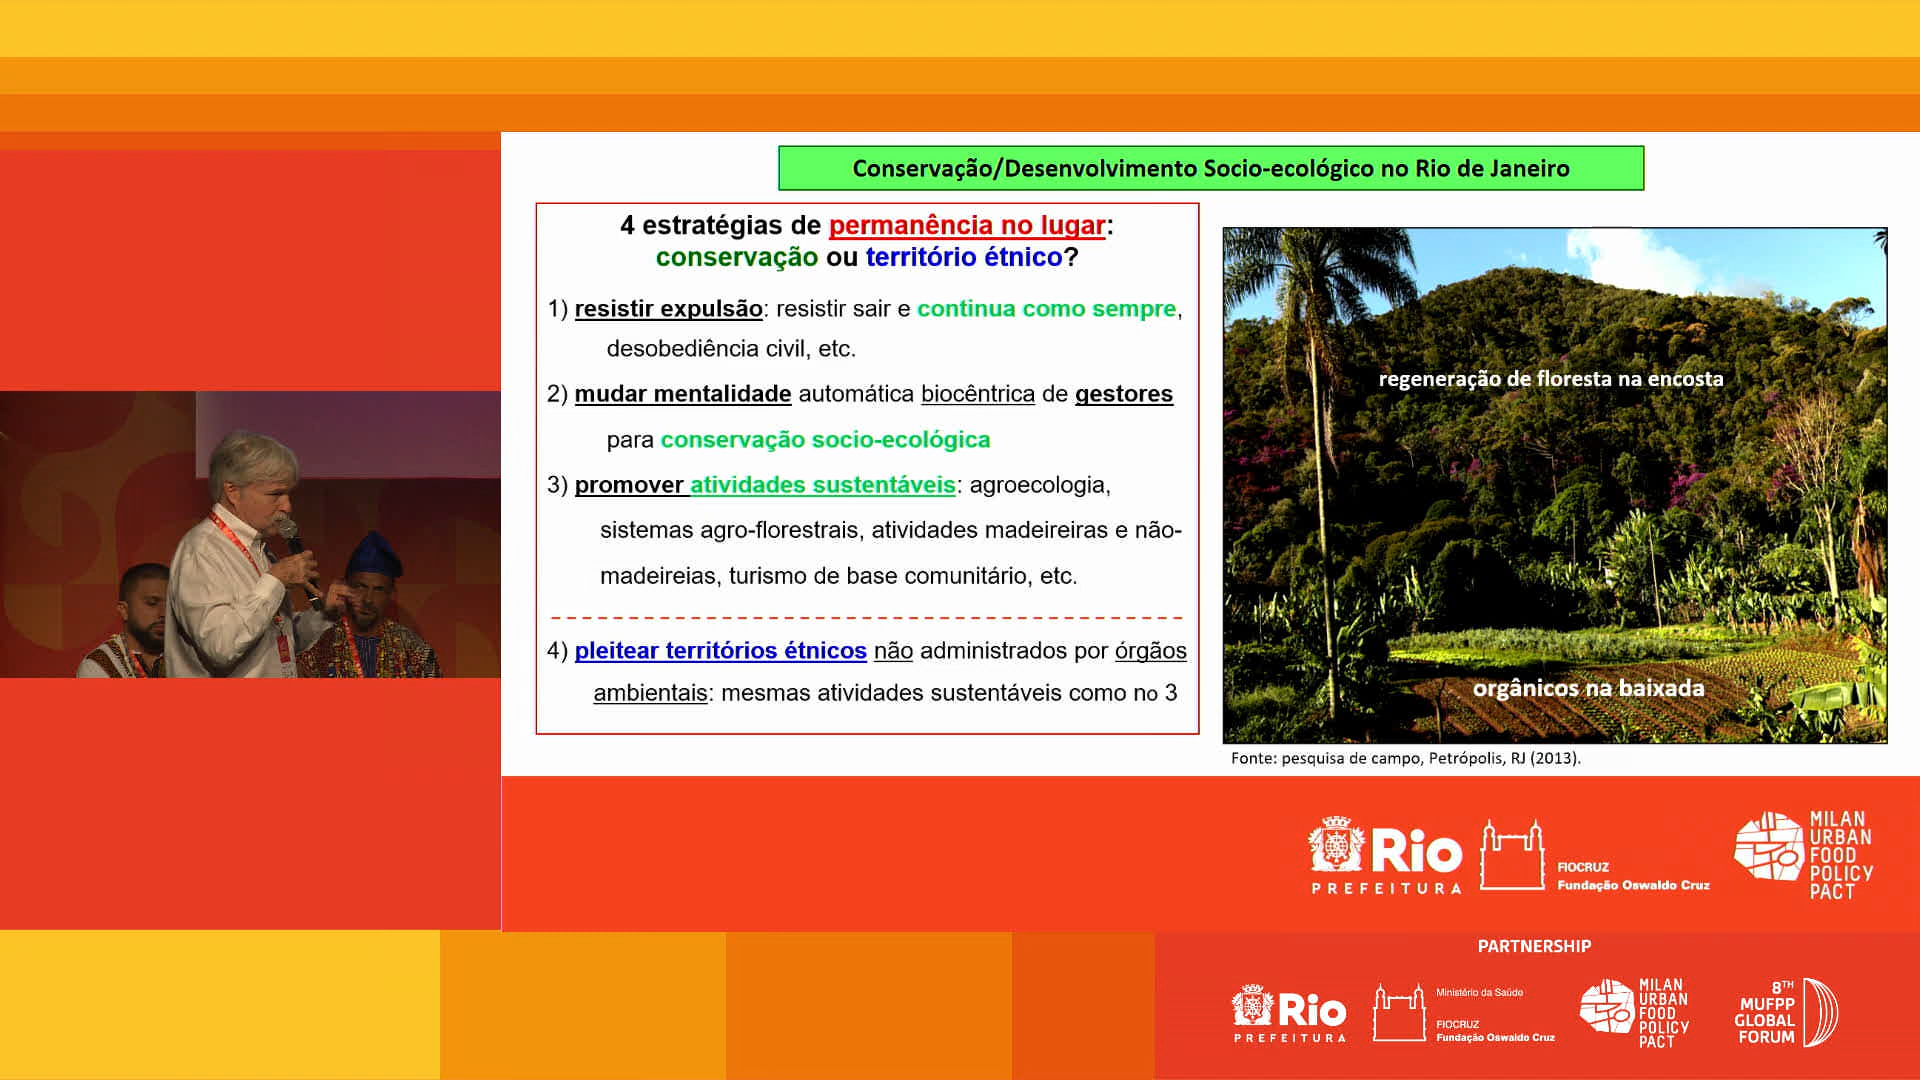 Conservação/Desenvolvimento Socio-ecológico no Rio de Janeiro
4 estratégias de permanência no lugar:
conservação ou território étnico?
1) resistir expulsão: resistir sair e continua como sempre,
desobediência civil, etc.
2) mudar mentalidade automática biocêntrica de gestores
para conservação socio-ecológica
3) promover atividades sustentáveis: agroecologia,
sistemas agro-florestrais, atividades madeireiras e não-
madeireias, turismo de base comunitário, etc.
4) pleitear territórios étnicos não administrados por órgãos
ambientais: mesmas atividades sustentáveis como no 3
regeneração de floresta na encosta
orgânicos na baixada
Fonte: pesquisa de campo, Petrópolis, RJ (2013).
Rio
PREFEITURA
FIOCRUZ
Fundação Oswaldo Cruz
MILAN
URBAN
FOOD
POLICY
PACT
PARTNERSHIP
Rio
PREFEITURA
Ministério da Saúde
FIOCRUZ
Fundação Oswaldo Cruz
MILAN
URBAN
FOOD
POLICY
PACT
8TH
MUFPP
GLOBAL
FORUM